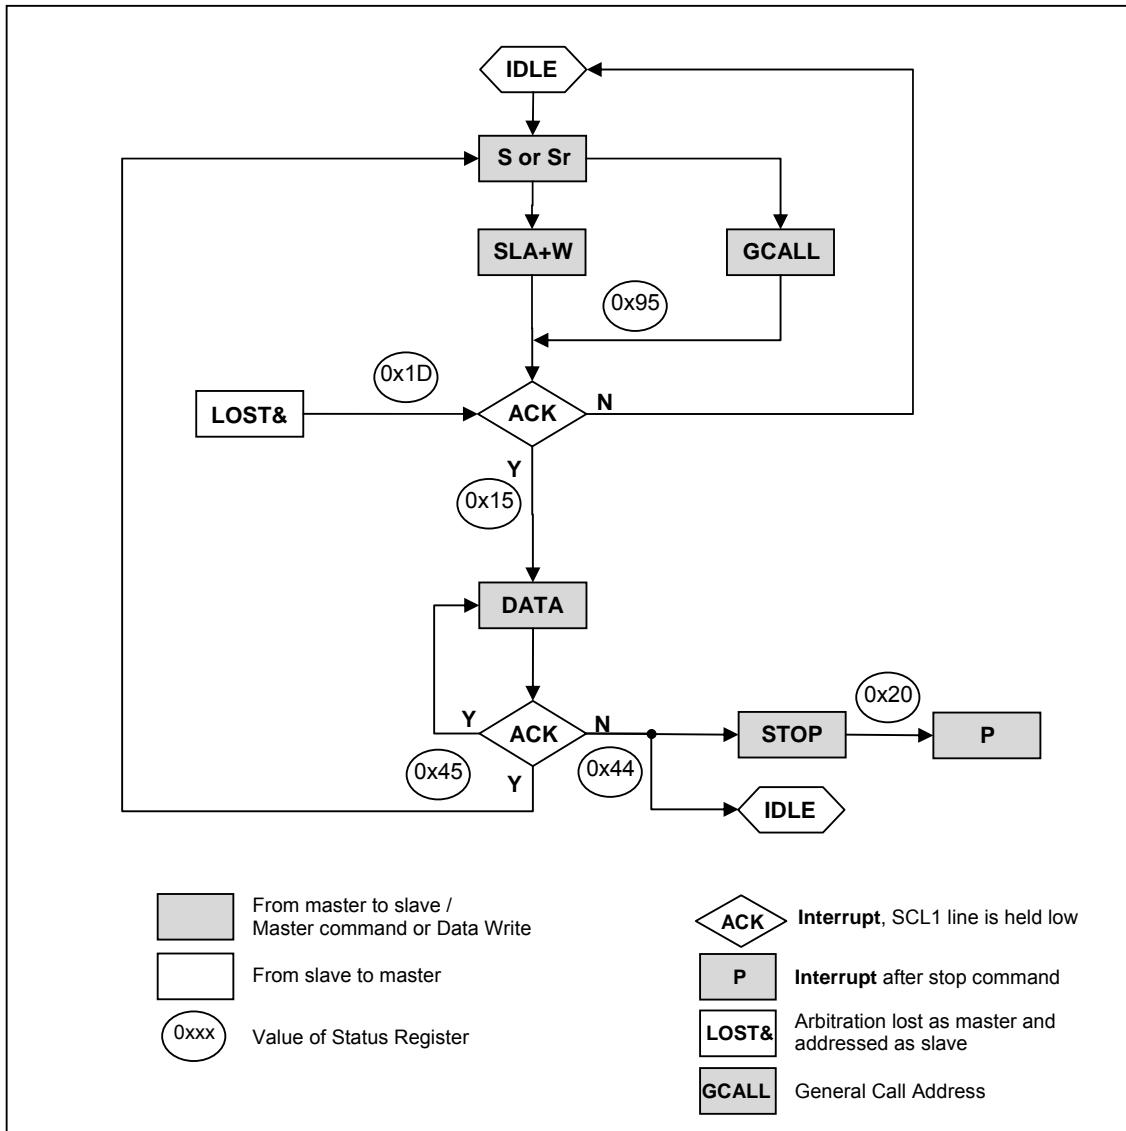 IDLE
S or Sr
SLA+W
GCALL
0x95
0x1D
LOST&
ACK
N
Y
0x15
DATA
Y
ACK
N
0x20
STOP
P
0x45
Y
0x44
IDLE
From master to slave /
Master command or Data Write
From slave to master
0xxx
Value of Status Register
ACK
Interrupt, SCL1 line is held low
P
Interrupt after stop command
LOST&
Arbitration lost as master and
addressed as slave
GCALL
General Call Address